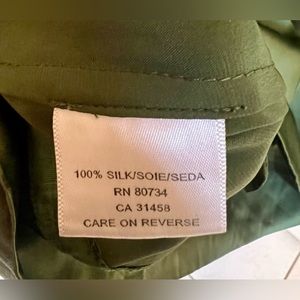 100% SILK/SOIE/SEDA
RN 80734
CA 31458
CARE ON REVERSE